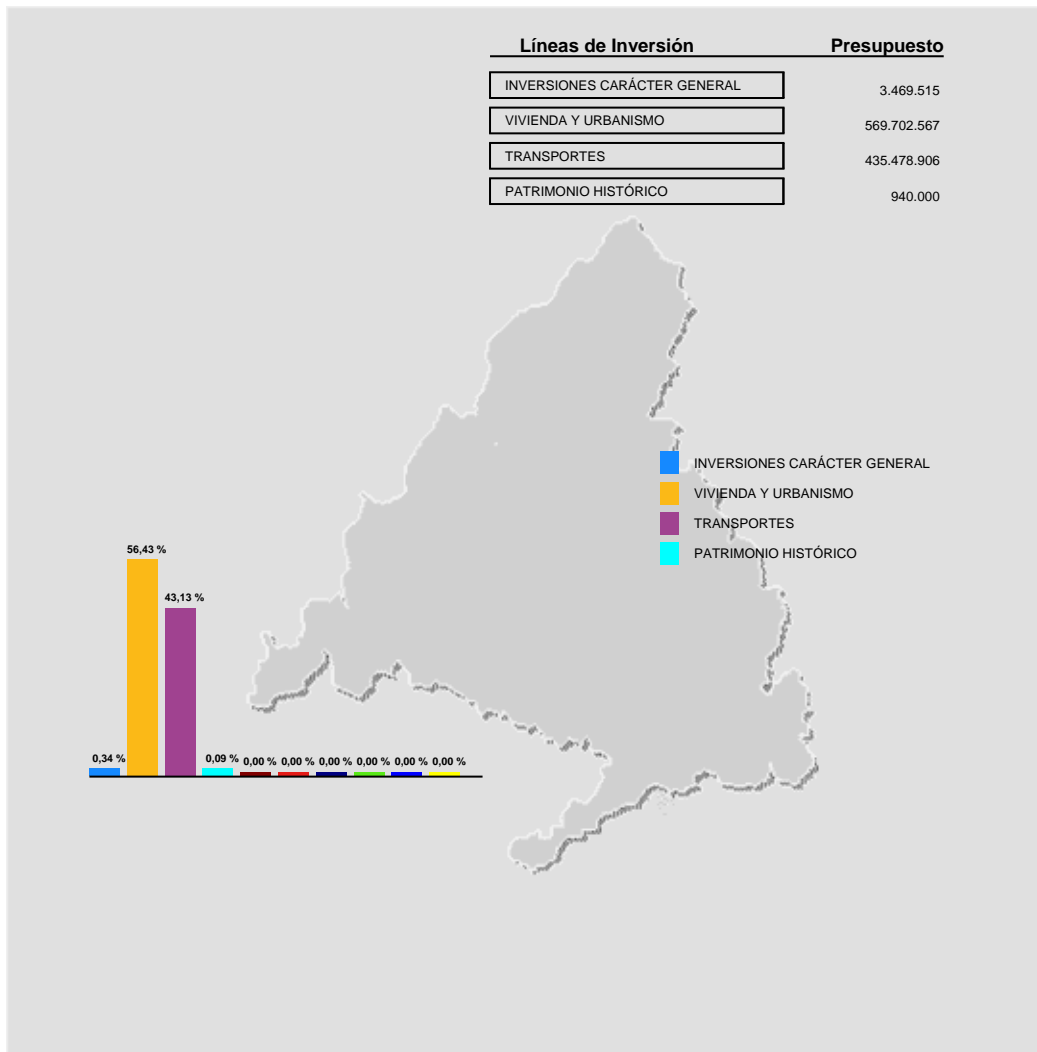 Líneas de Inversión Presupuesto
INVERSIONES CARÁCTER GENERAL 3.469.515
VIVIENDA Y URBANISMO 569.702.567
TRANSPORTES 435.478.906
PATRIMONIO HISTÓRICO 940.000
INVERSIONES CARÁCTER GENERAL
VIVIENDA Y URBANISMO
TRANSPORTES
PATRIMONIO HISTÓRICO
56,43 %
43,13 %
0,34 % 0,09 % 0,00 % 0,00 % 0,00 % 0,00 % 0,00 % 0,00 %